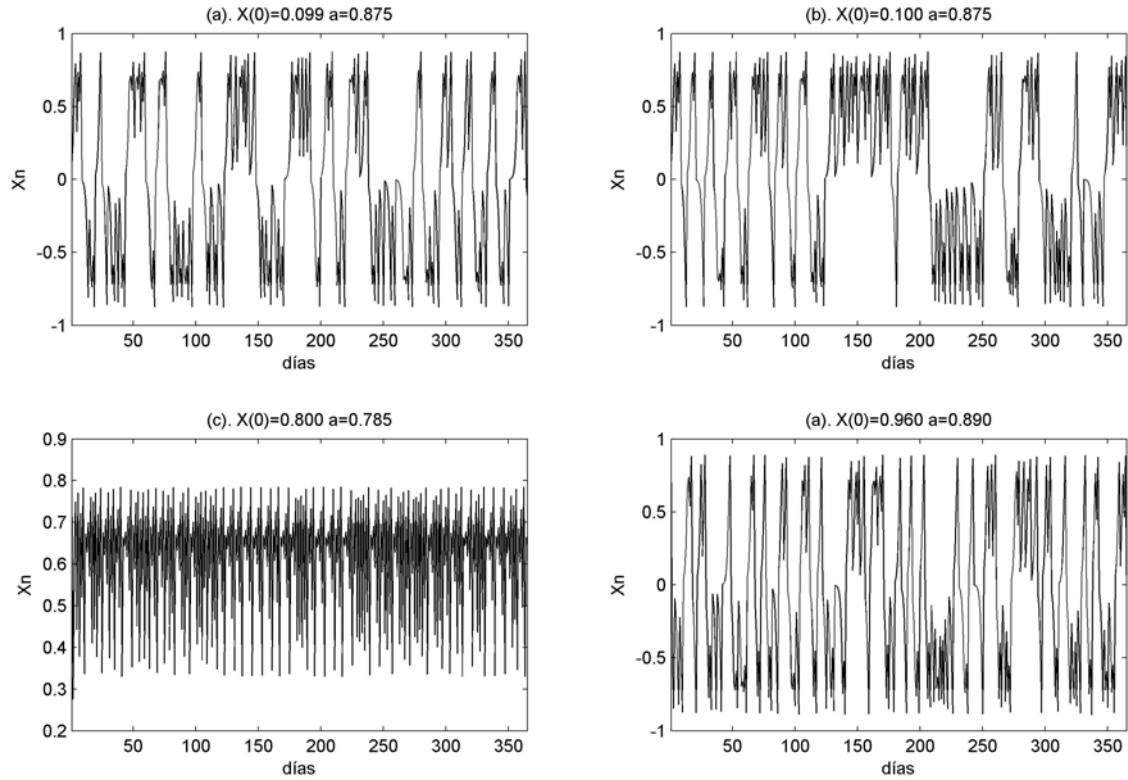 (a). X(0)=0.099 a=0.875
1
0.5
0
-0.5
-1
Xn
50 100 150 200 250 300 350
días
(b). X(0)=0.100 a=0.875
1
0.5
0
-0.5
-1
Xn
50 100 150 200 250 300 350
días
(c). X(0)=0.800 a=0.785
0.9
0.8
0.7
0.6
0.5
0.4
0.3
0.2
Xn
50 100 150 200 250 300 350
días
(a). X(0)=0.960 a=0.890
1
0.5
0
-0.5
-1
Xn
50 100 150 200 250 300 350
días